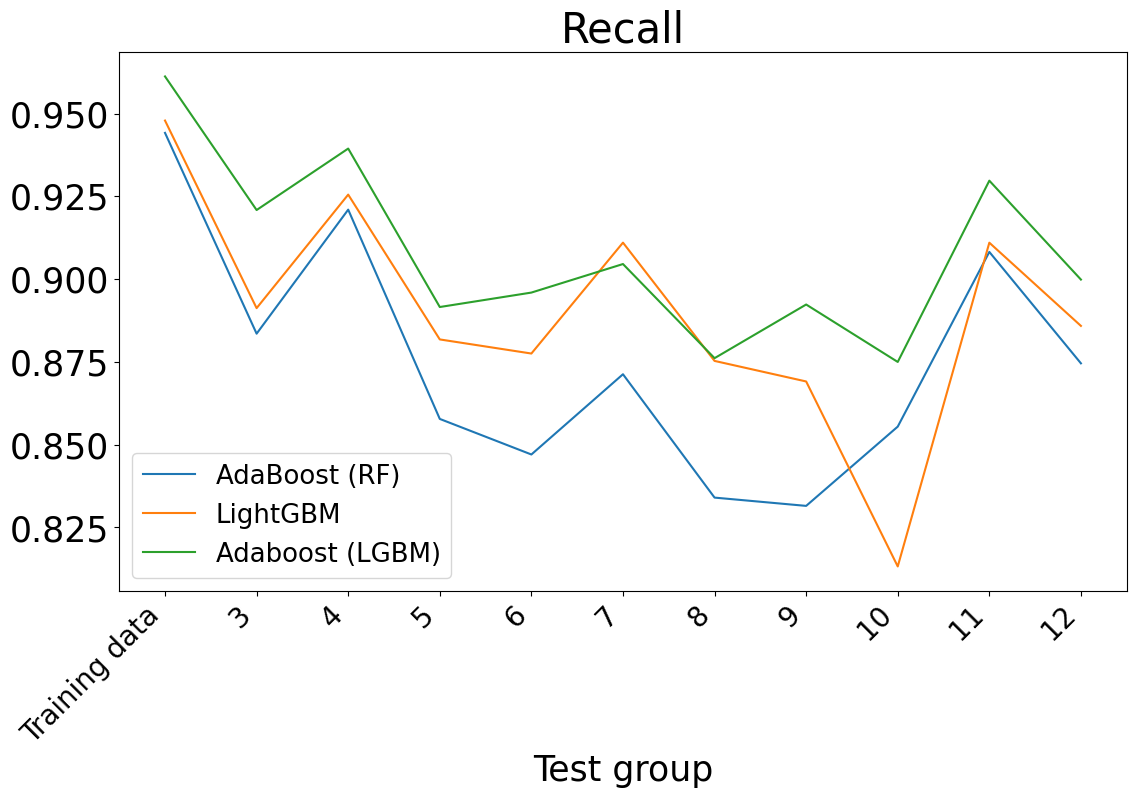 Recall
0.950
0.925
0.900
0.875
0.850
0.825
AdaBoost (RF)
LightGBM
Adaboost (LGBM)
Training data
3
4
5
6
7
8
9
10
11
12
Test group